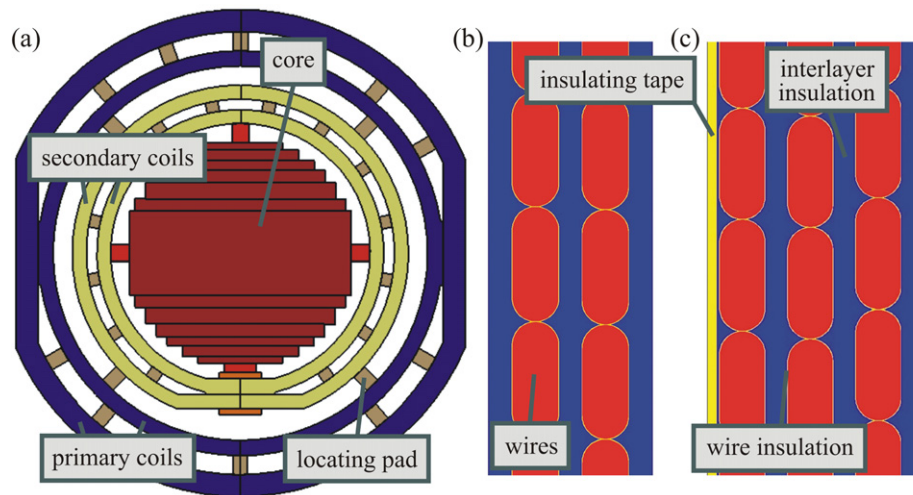 (a)
core
secondary coils
primary coils
locating pad
(b)
insulating tape
wires
(c)
interlayer
insulation
wire insulation